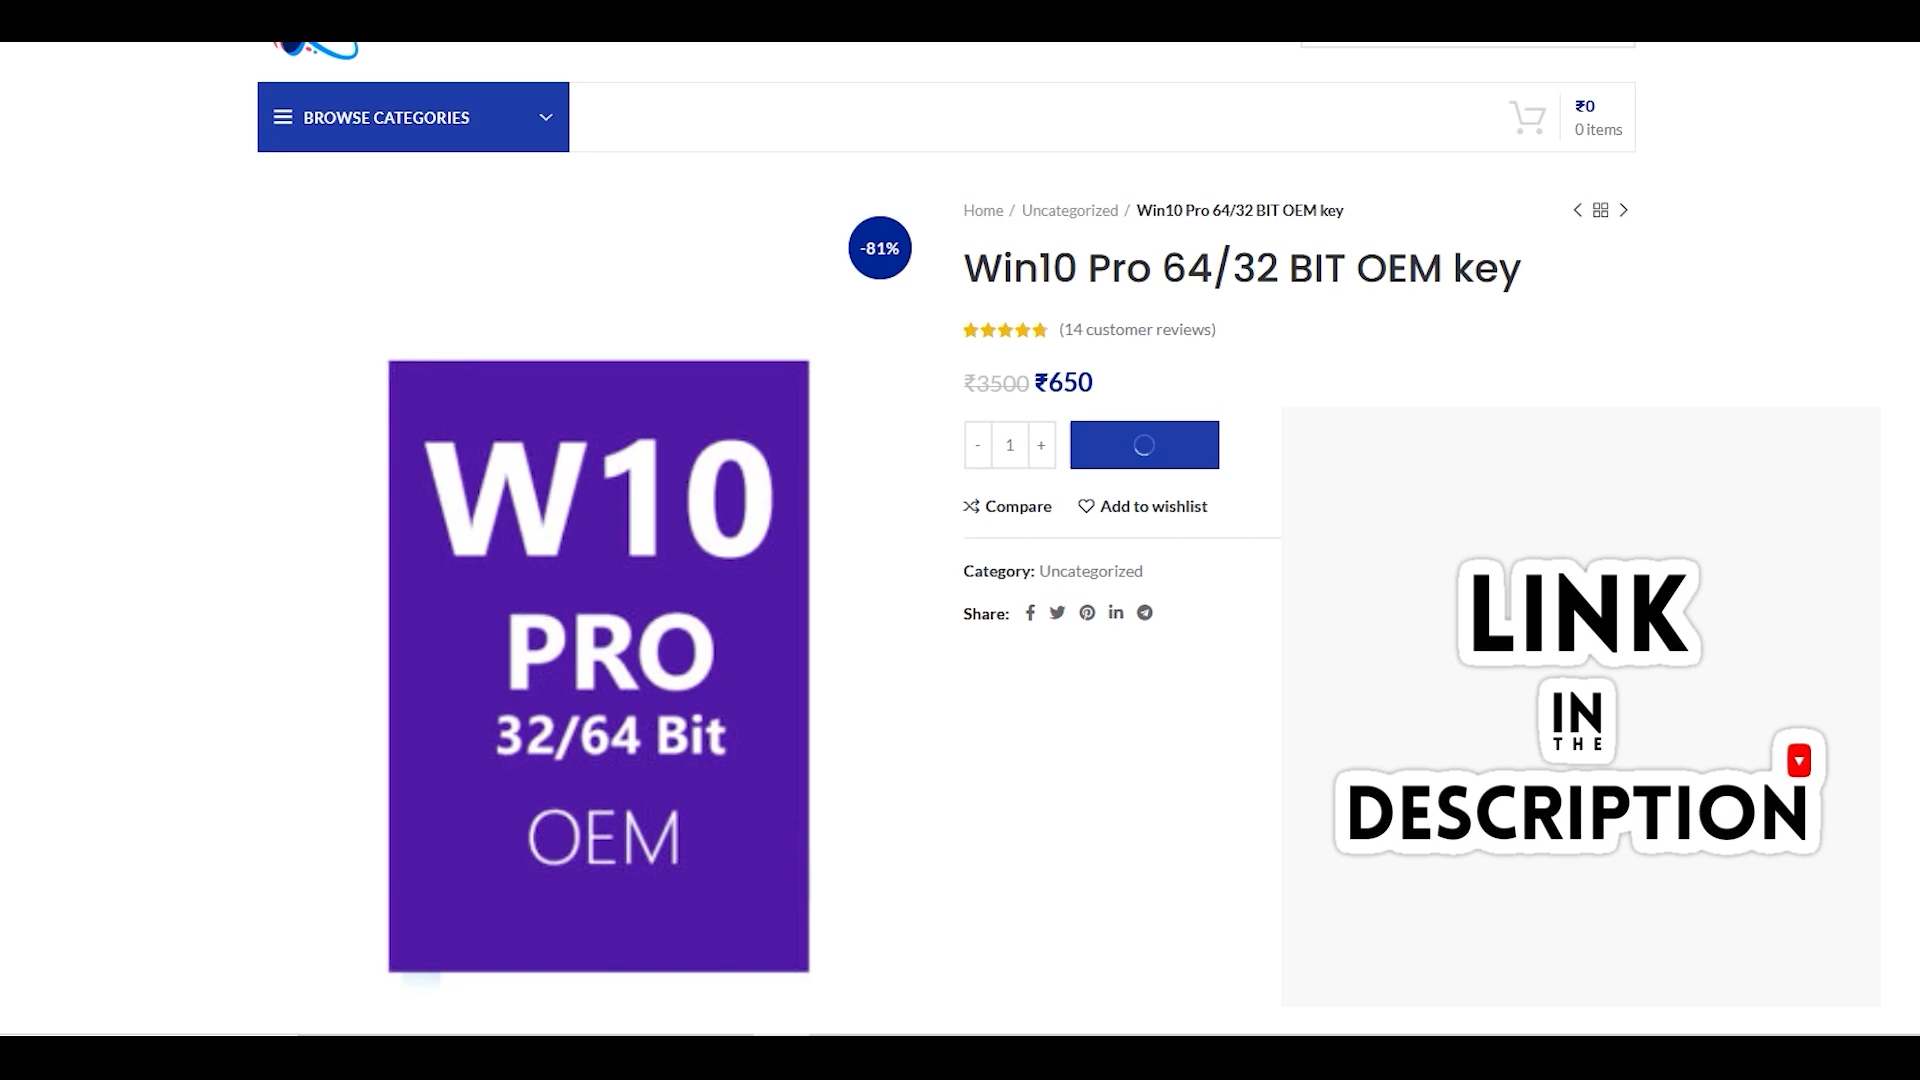 BROWSE CATEGORIES
₹0
0 items
Home / Uncategorized / Win10 Pro 64/32 BIT OEM key
-81%
Win10 Pro 64/32 BIT OEM key
(14 customer reviews)
₹3500 ₹650
- 1 +
Compare Add to wishlist
Category: Uncategorized
Share:
W10
PRO
32/64 Bit
OEM
LINK
IN
THE
DESCRIPTION